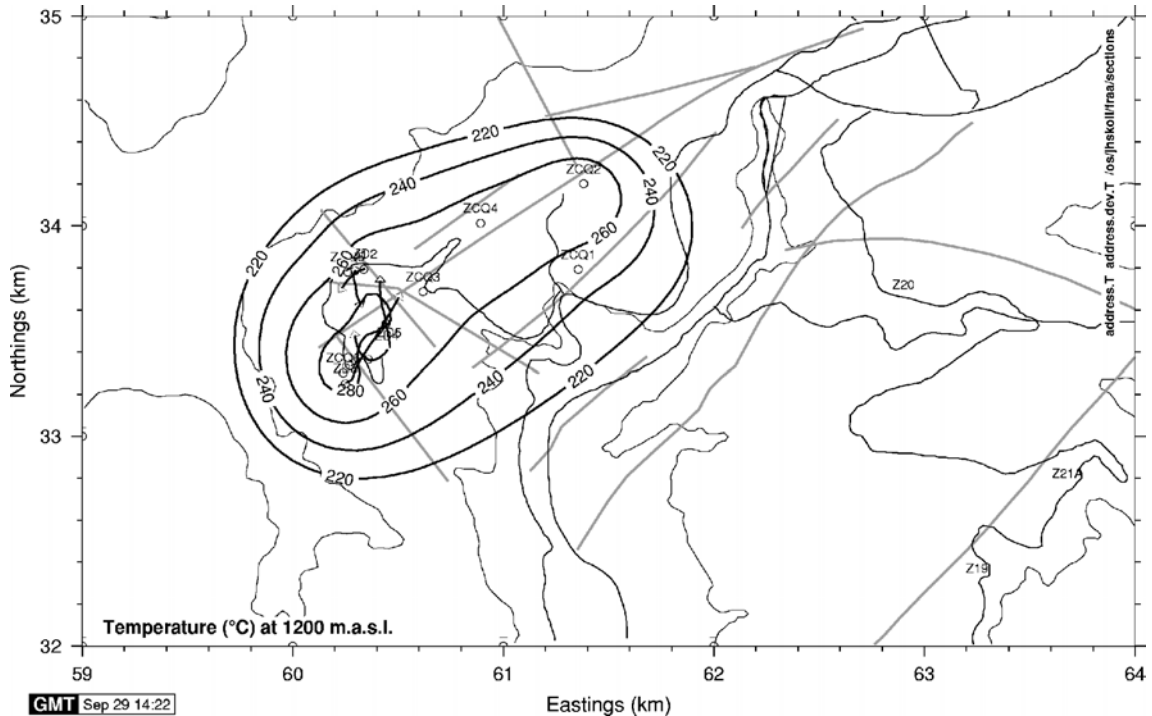 35
34
33
32
Northings (km)
59
60
61
62
63
64
Eastings (km)
220
220
220
220
220
240
240
240
240
260
260
260
280
ZCQ2
ZCQ4
ZCQ1
ZCQ3
Z20
Z21A
Z19
Temperature (°C) at 1200 m.a.s.l.
address.T address.dev.T /os/jhskoll/fraa/sections
GMT Sep 29 14:22